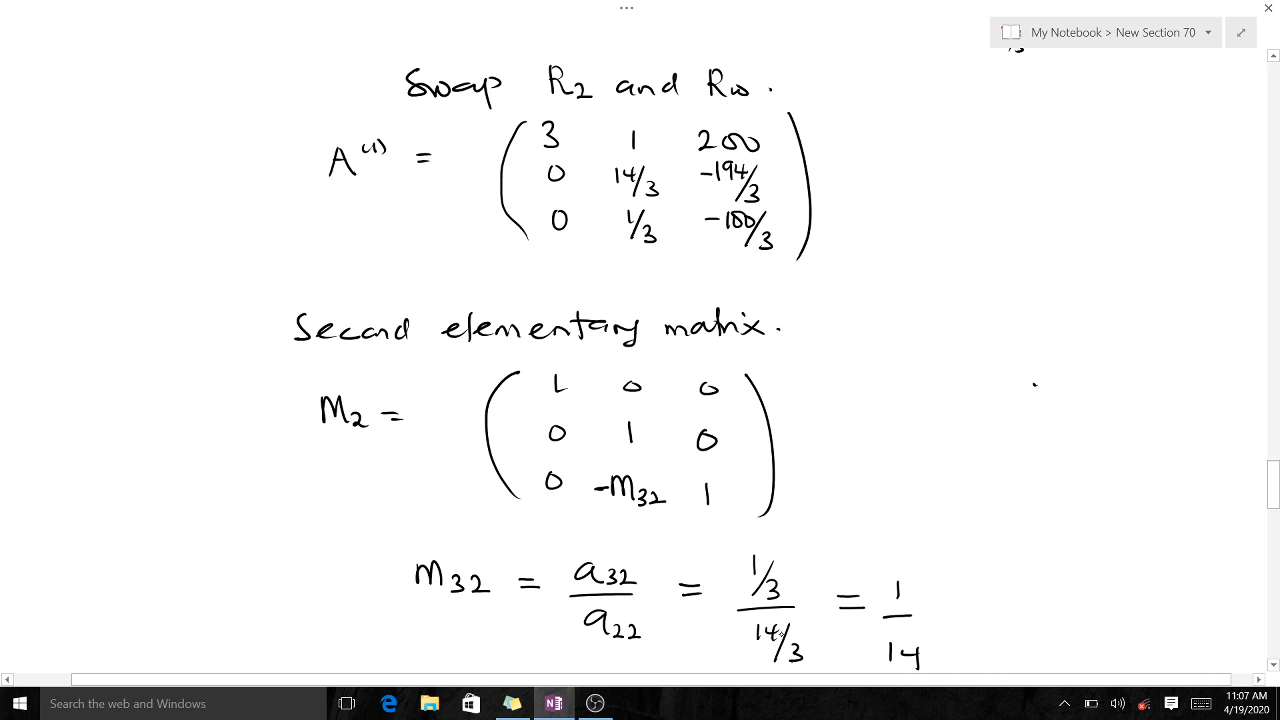 My Notebook > New Section 70
Swap R2 and R10.
A(1) =
3 1 200
0 14/3 -194/3
0 1/3 -100/3
Second elementary matrix.
M2 =
1 0 0
0 1 0
0 -M32 1
m32 = a32/a22 = 1/3 / 14/3 = 1/14
Search the web and Windows
11:07 AM
4/19/2020